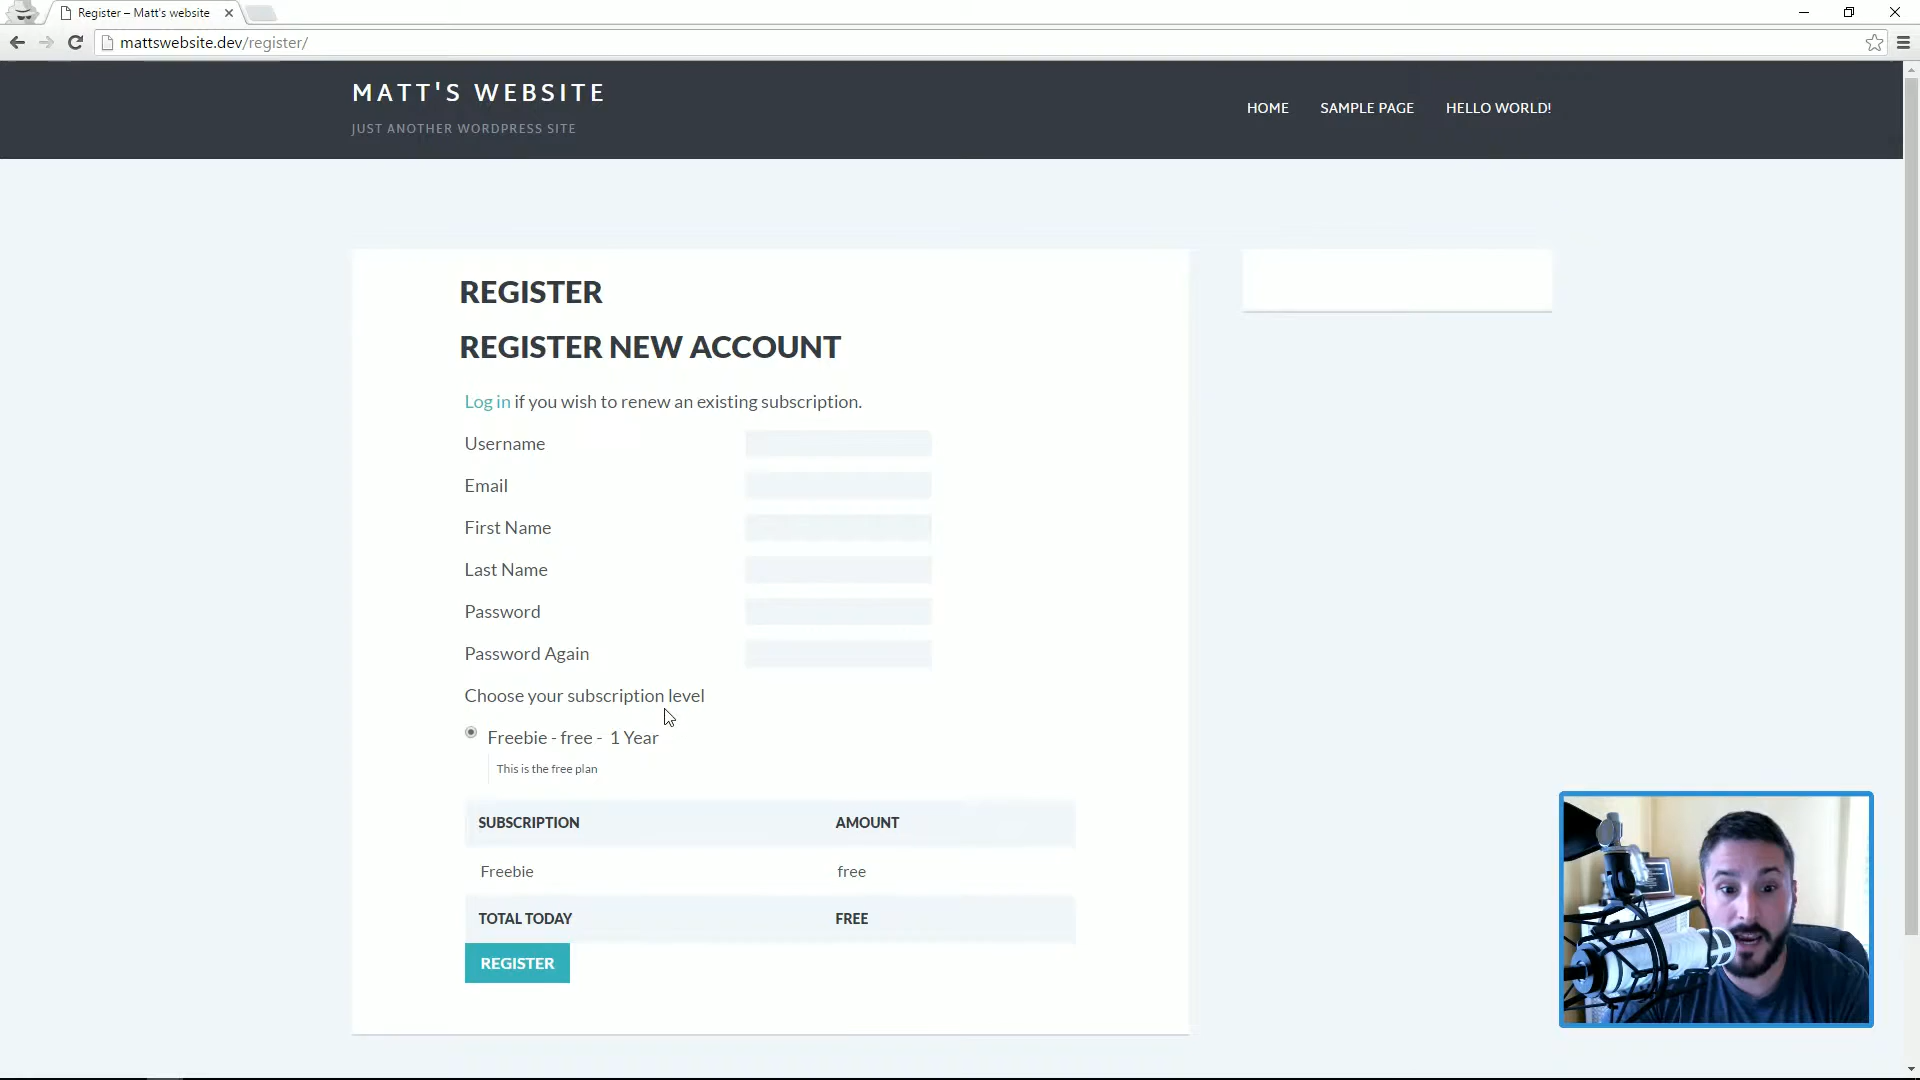 Register – Matt's website
mattswebsite.dev/register/
MATT'S WEBSITE
JUST ANOTHER WORDPRESS SITE
HOME SAMPLE PAGE HELLO WORLD!
REGISTER
REGISTER NEW ACCOUNT
Log in if you wish to renew an existing subscription.
Username
Email
First Name
Last Name
Password
Password Again
Choose your subscription level
Freebie - free - 1 Year
This is the free plan
SUBSCRIPTION AMOUNT
Freebie free
TOTAL TODAY FREE
REGISTER